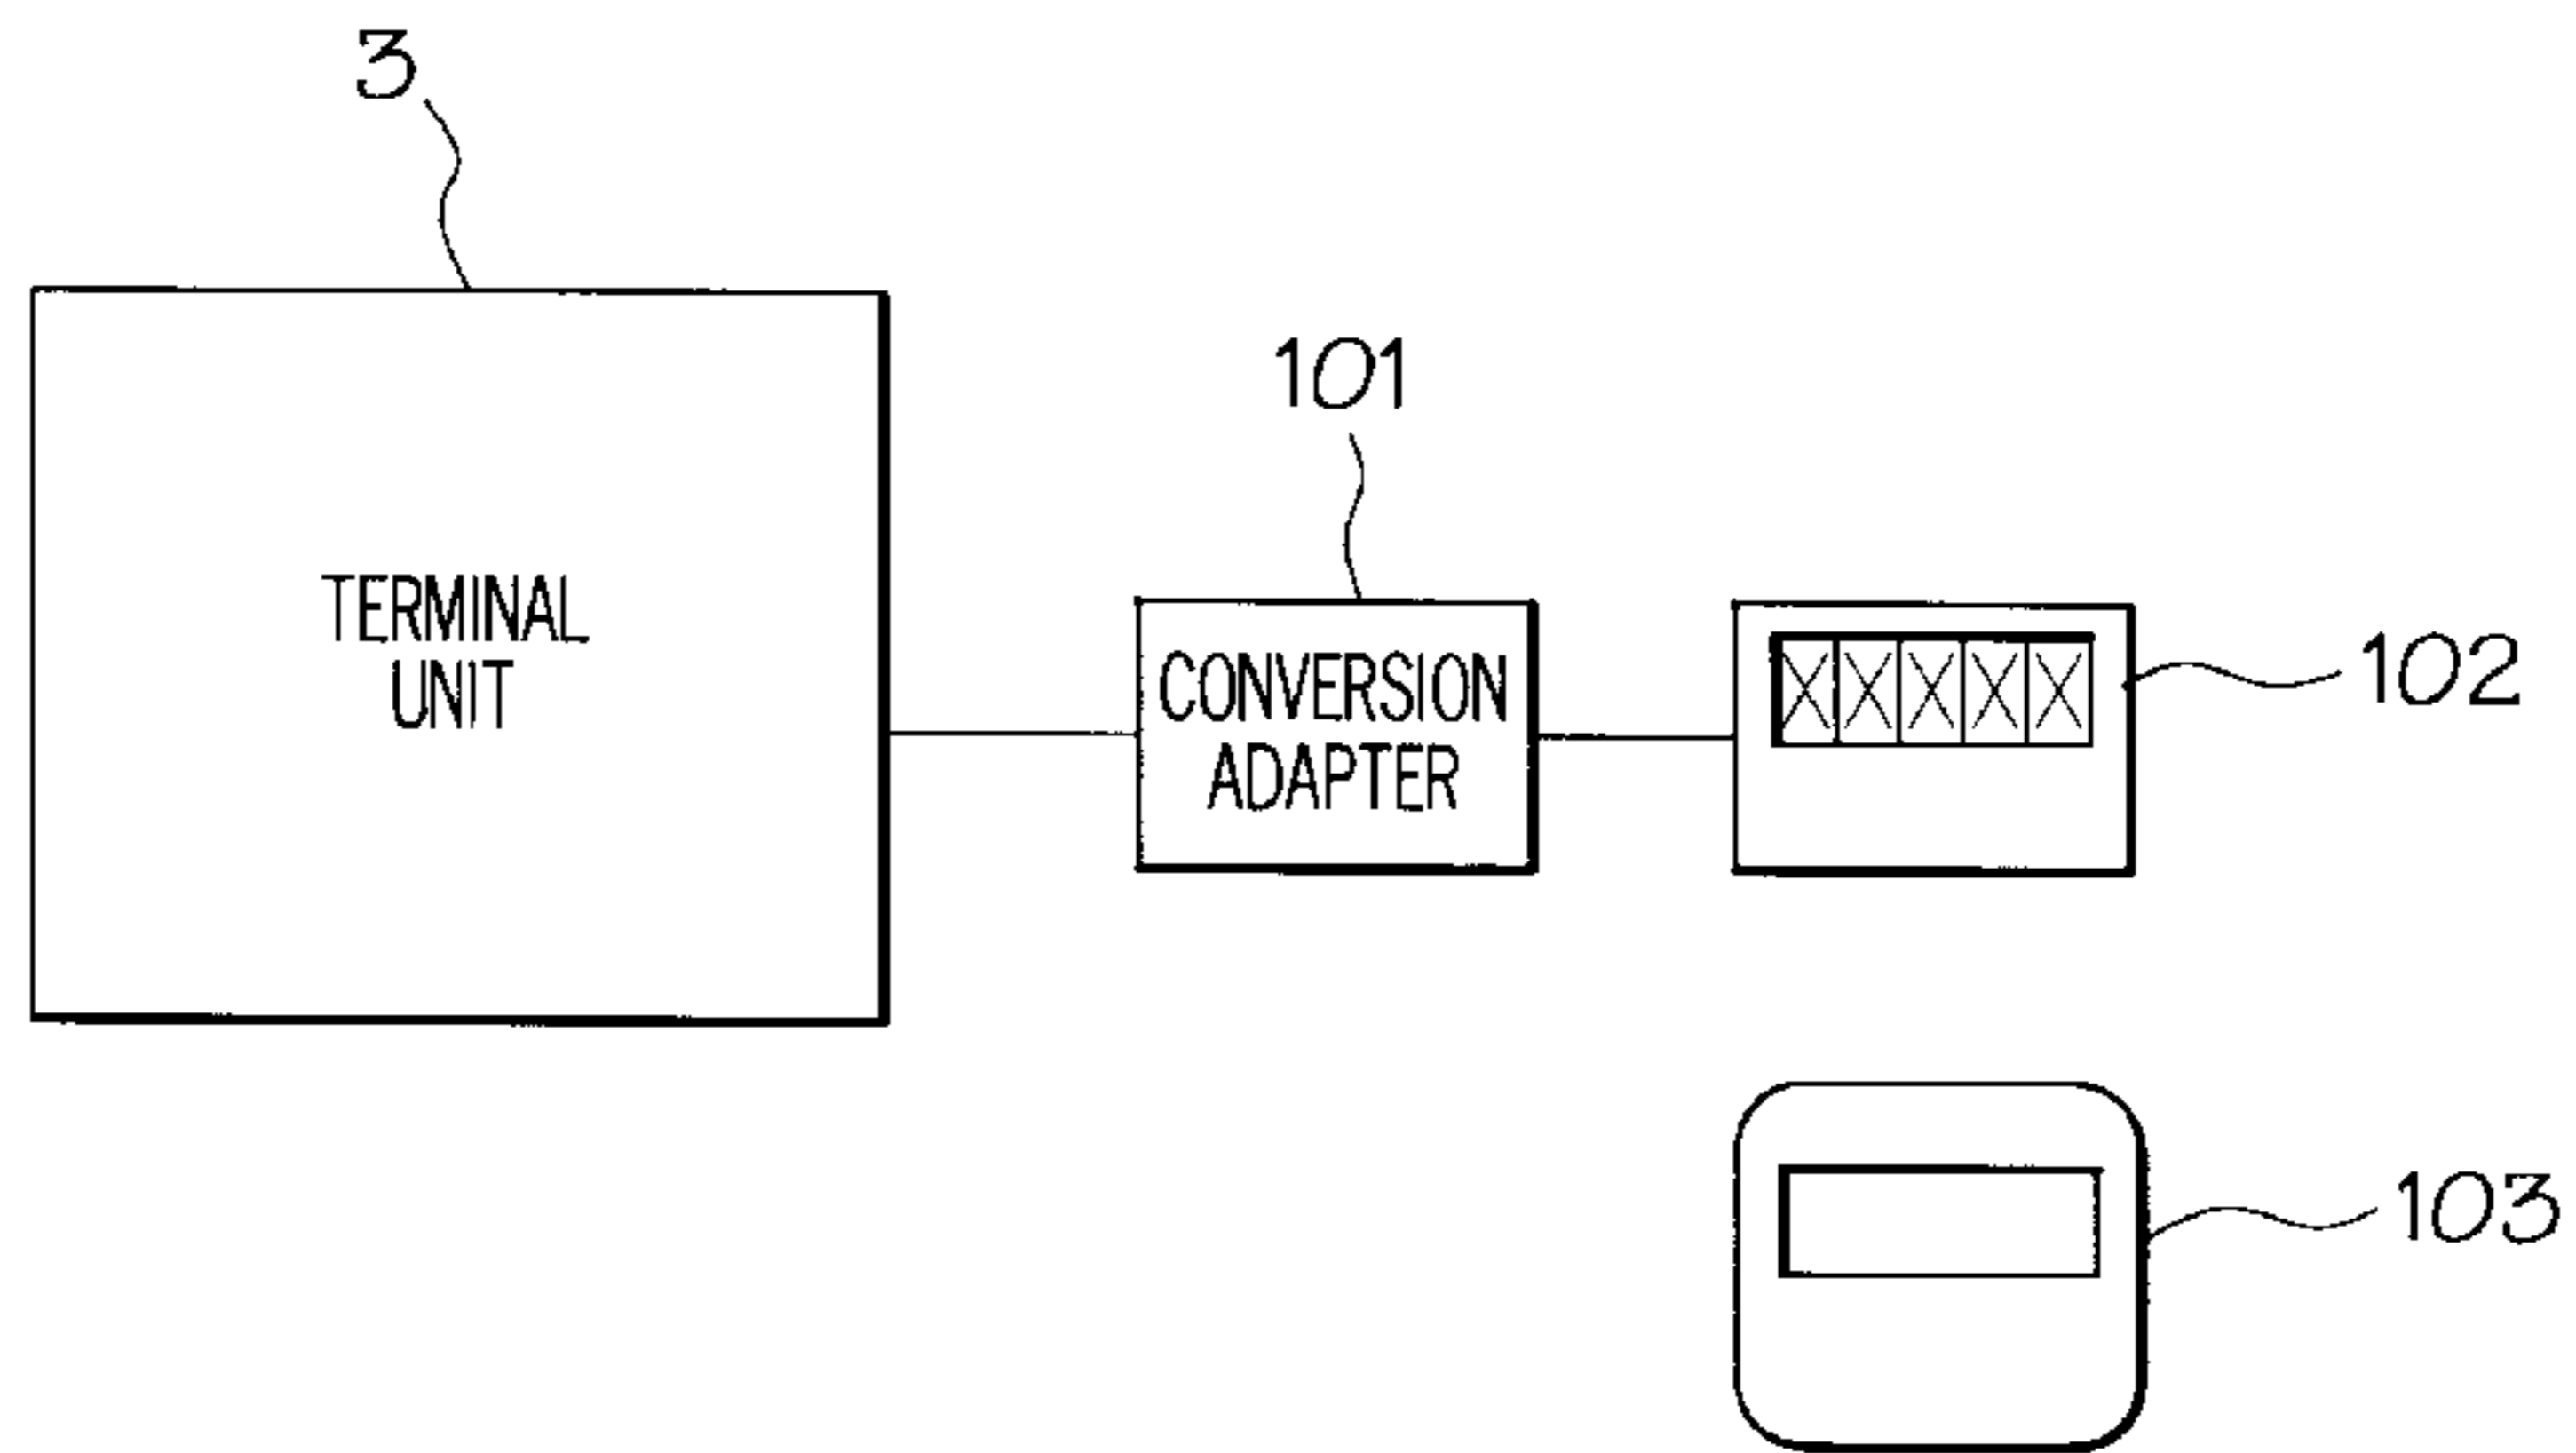 3
101
TERMINAL
UNIT
CONVERSION
ADAPTER
102
103